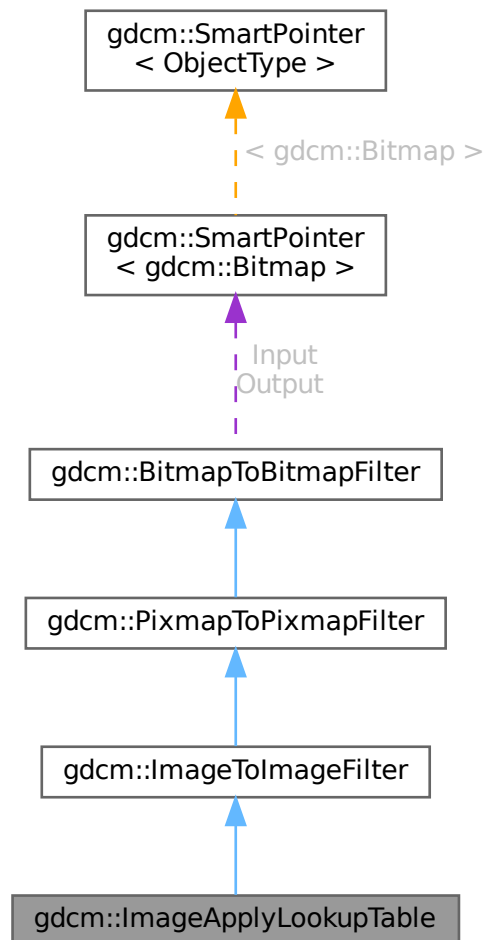 gdcm::SmartPointer
< ObjectType >
< gdcm::Bitmap >
gdcm::SmartPointer
< gdcm::Bitmap >
Input
Output
gdcm::BitmapToBitmapFilter
gdcm::PixmapToPixmapFilter
gdcm::ImageToImageFilter
gdcm::ImageApplyLookupTable